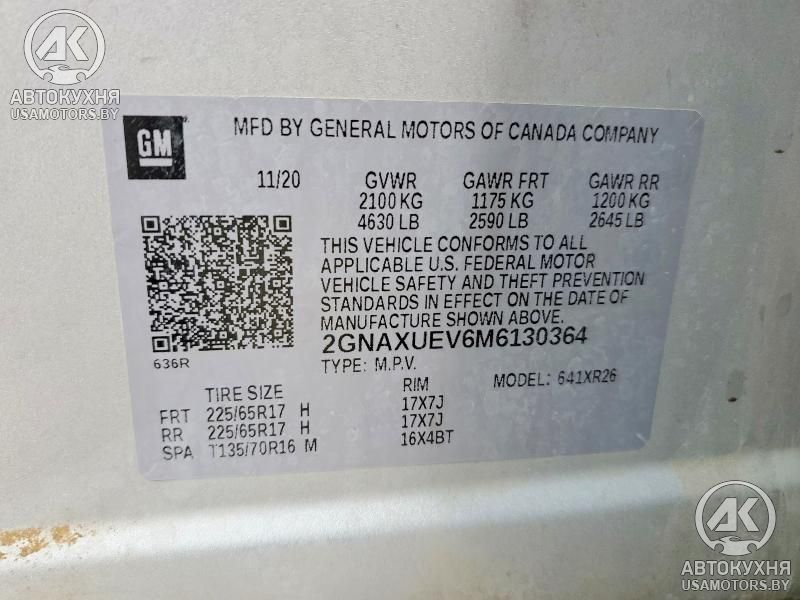 AK
АВТОКУХНЯ
USAMOTORS.BY
GM
MFD BY GENERAL MOTORS OF CANADA COMPANY
11/20 GVWR GAWR FRT GAWR RR
2100 KG 1175 KG 1200 KG
4630 LB 2590 LB 2645 LB
THIS VEHICLE CONFORMS TO ALL
APPLICABLE U.S. FEDERAL MOTOR
VEHICLE SAFETY AND THEFT PREVENTION
STANDARDS IN EFFECT ON THE DATE OF
MANUFACTURE SHOWN ABOVE.
2GNAXUEV6M6130364
636R
TYPE: M.P.V. MODEL: 641XR26
TIRE SIZE RIM
FRT 225/65R17 H 17X7J
RR 225/65R17 H 17X7J
SPA T135/70R16 M 16X4BT
AK
АВТОКУХНЯ
USAMOTORS.BY